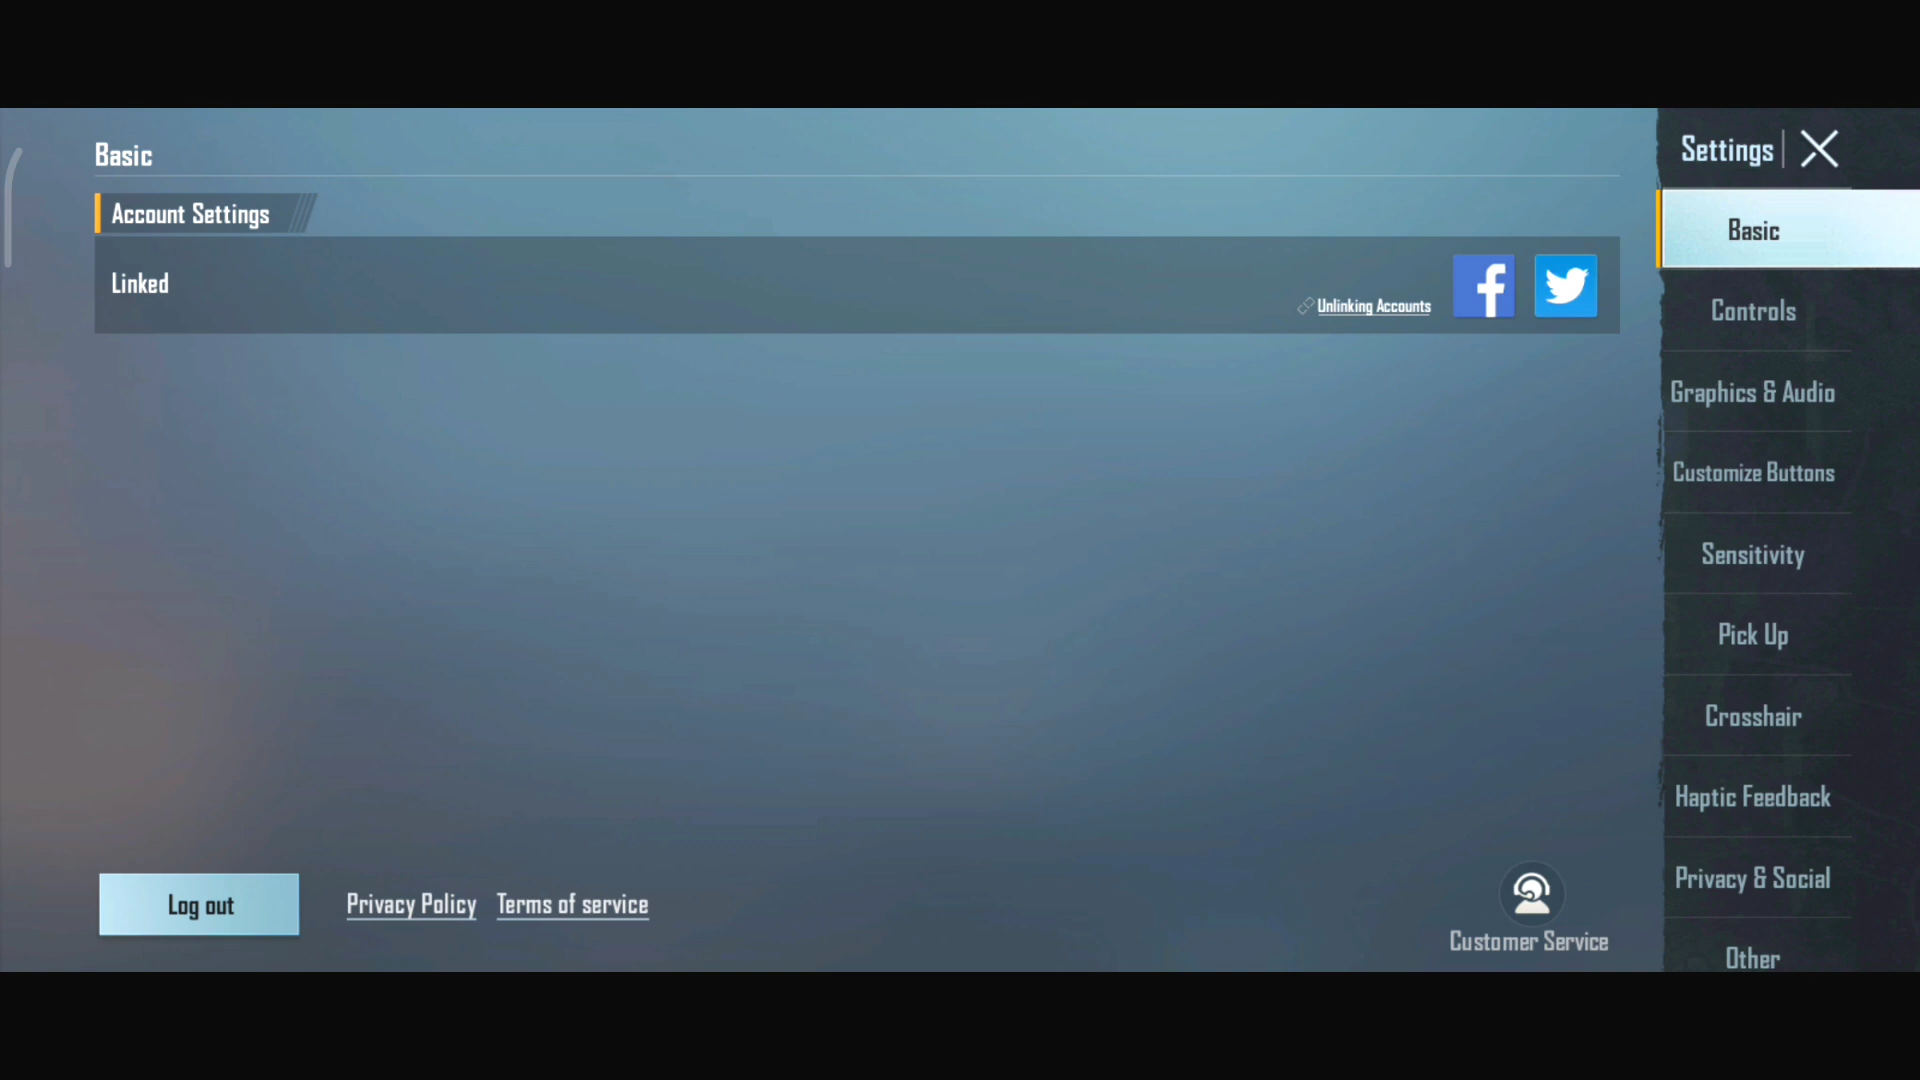 Basic
Account Settings
Linked
Unlinking Accounts
Log out
Privacy Policy
Terms of service
Customer Service
Settings
Basic
Controls
Graphics & Audio
Customize Buttons
Sensitivity
Pick Up
Crosshair
Haptic Feedback
Privacy & Social
Other